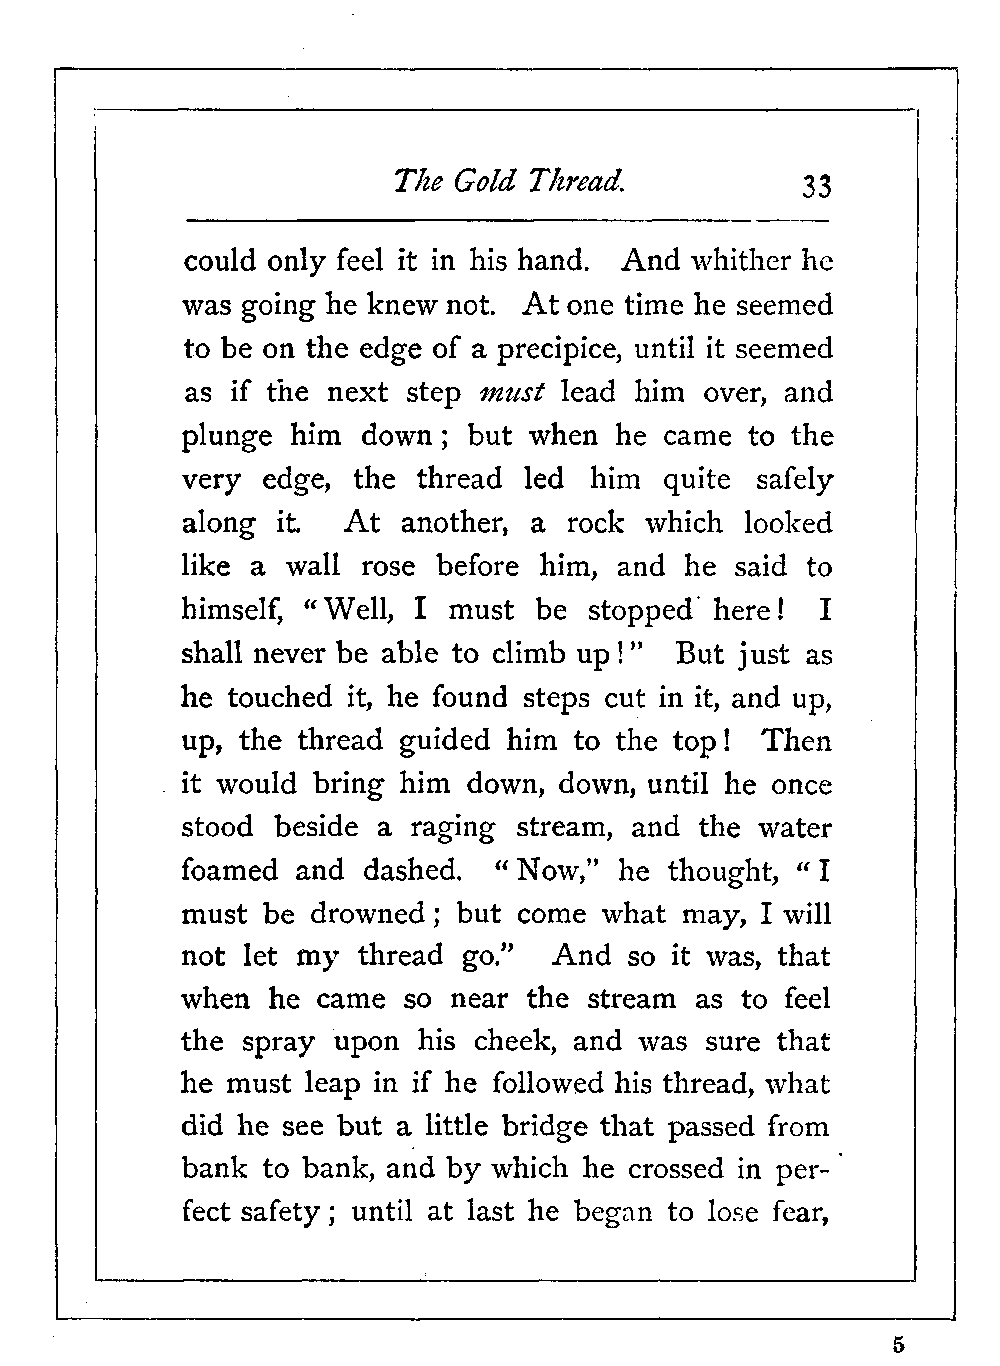 The Gold Thread. 33
could only feel it in his hand. And whither he
was going he knew not. At one time he seemed
to be on the edge of a precipice, until it seemed
as if the next step must lead him over, and
plunge him down; but when he came to the
very edge, the thread led him quite safely
along it. At another, a rock which looked
like a wall rose before him, and he said to
himself, "Well, I must be stopped here! I
shall never be able to climb up!" But just as
he touched it, he found steps cut in it, and up,
up, the thread guided him to the top! Then
it would bring him down, down, until he once
stood beside a raging stream, and the water
foamed and dashed. "Now," he thought, "I
must be drowned; but come what may, I will
not let my thread go." And so it was, that
when he came so near the stream as to feel
the spray upon his cheek, and was sure that
he must leap in if he followed his thread, what
did he see but a little bridge that passed from
bank to bank, and by which he crossed in per-
fect safety; until at last he began to lose fear,
5